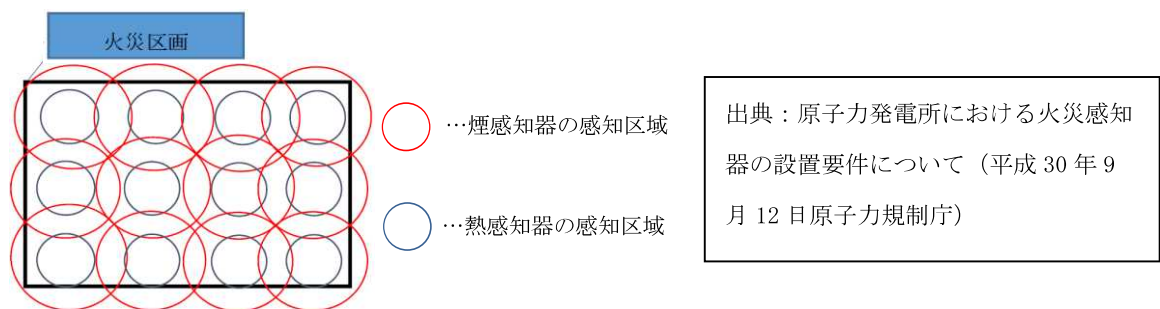 火災区画
…煙感知器の感知区域
…熱感知器の感知区域
出典：原子力発電所における火災感知
器の設置要件について（平成 30 年 9
月 12 日原子力規制庁）